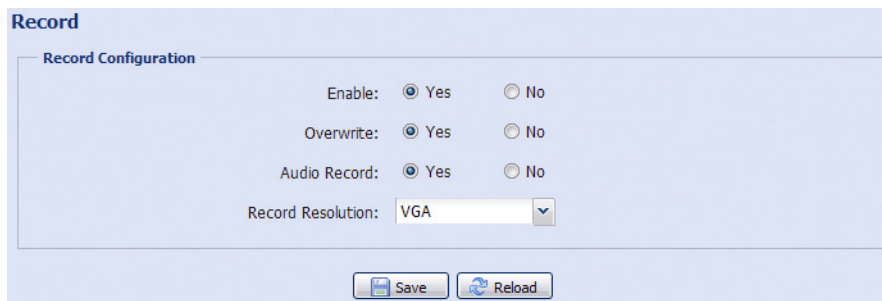 Record
Record Configuration
Enable: Yes No
Overwrite: Yes No
Audio Record: Yes No
Record Resolution: VGA
Save Reload